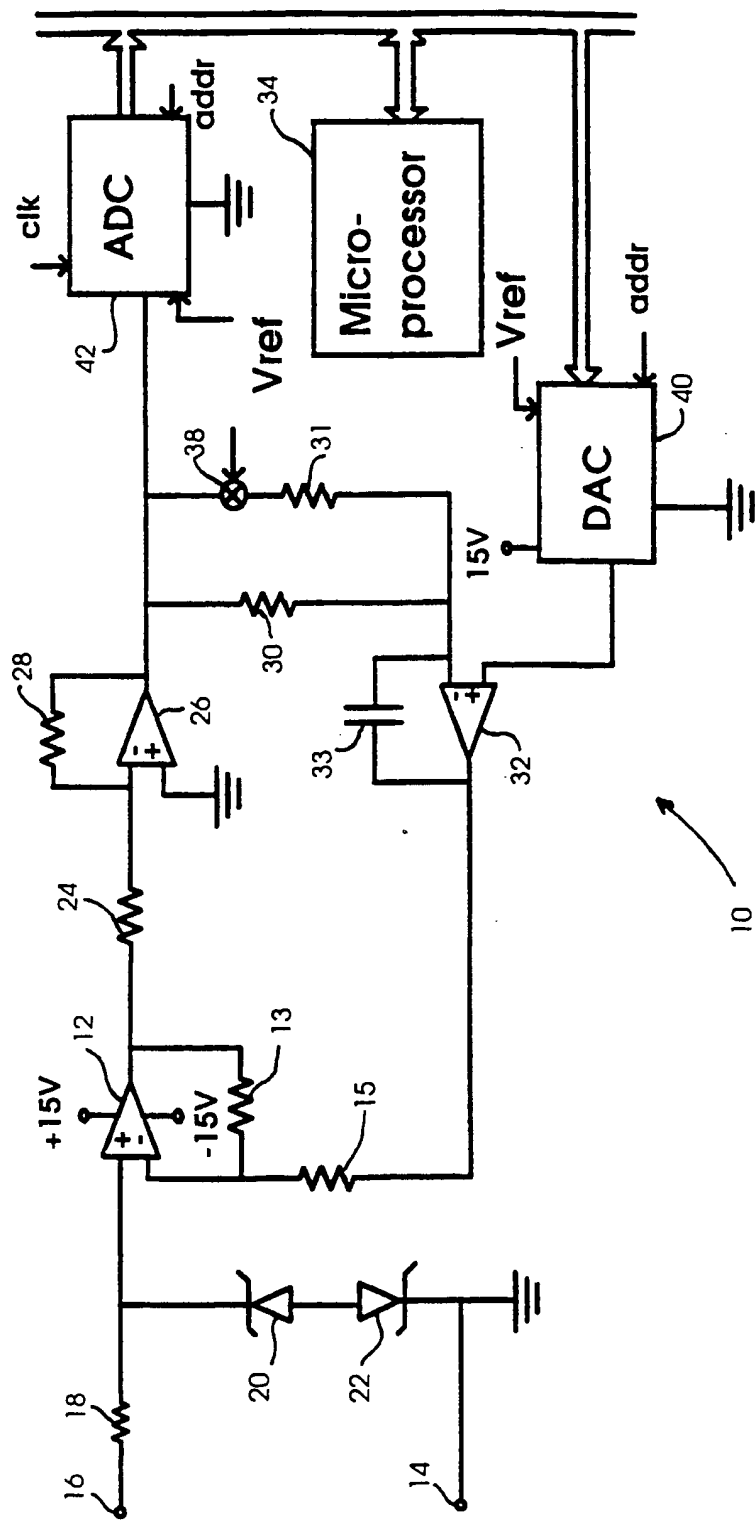 16
18
20
22
14
+15V
12
+
-
-15V
13
15
24
28
-
+
26
30
33
-
+
32
38
31
42
clk
ADC
addr
Vref
34
Micro-
processor
Vref
15V
DAC
addr
40
10